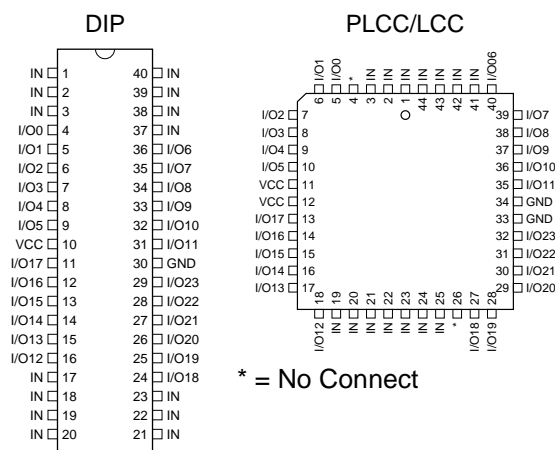 DIP
IN 1 40 IN
IN 2 39 IN
IN 3 38 IN
I/O0 4 37 IN
I/O1 5 36 I/O6
I/O2 6 35 I/O7
I/O3 7 34 I/O8
I/O4 8 33 I/O9
I/O5 9 32 I/O10
VCC 10 31 I/O11
I/O17 11 30 GND
I/O16 12 29 I/O23
I/O15 13 28 I/O22
I/O14 14 27 I/O21
I/O13 15 26 I/O20
I/O12 16 25 I/O19
IN 17 24 I/O18
IN 18 23 IN
IN 19 22 IN
IN 20 21 IN
PLCC/LCC
I/O1 I/O0 * IN IN IN IN IN IN IN I/O06
6 5 4 3 2 1 44 43 42 41 40
I/O2 7 39 I/O7
I/O3 8 38 I/O8
I/O4 9 37 I/O9
I/O5 10 36 I/O10
VCC 11 35 I/O11
VCC 12 34 GND
I/O17 13 33 GND
I/O16 14 32 I/O23
I/O15 15 31 I/O22
I/O14 16 30 I/O21
I/O13 17 29 I/O20
18 19 20 21 22 23 24 25 26 27 28
I/O12 IN IN IN IN IN IN IN * I/O18 I/O19
* = No Connect